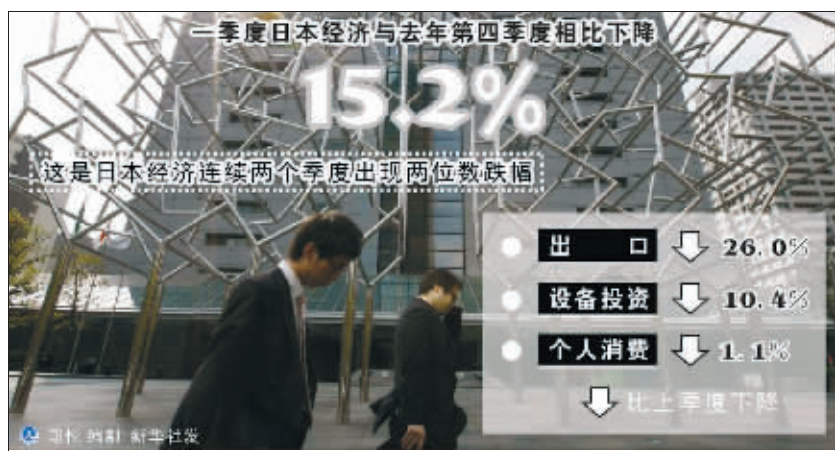 一季度日本经济与去年第四季度相比下降
15.2%
这是日本经济连续两个季度出现两位数跌幅
出口 26.0%
设备投资 10.4%
个人消费 1.1%
比上季度下降
编制 新华社发